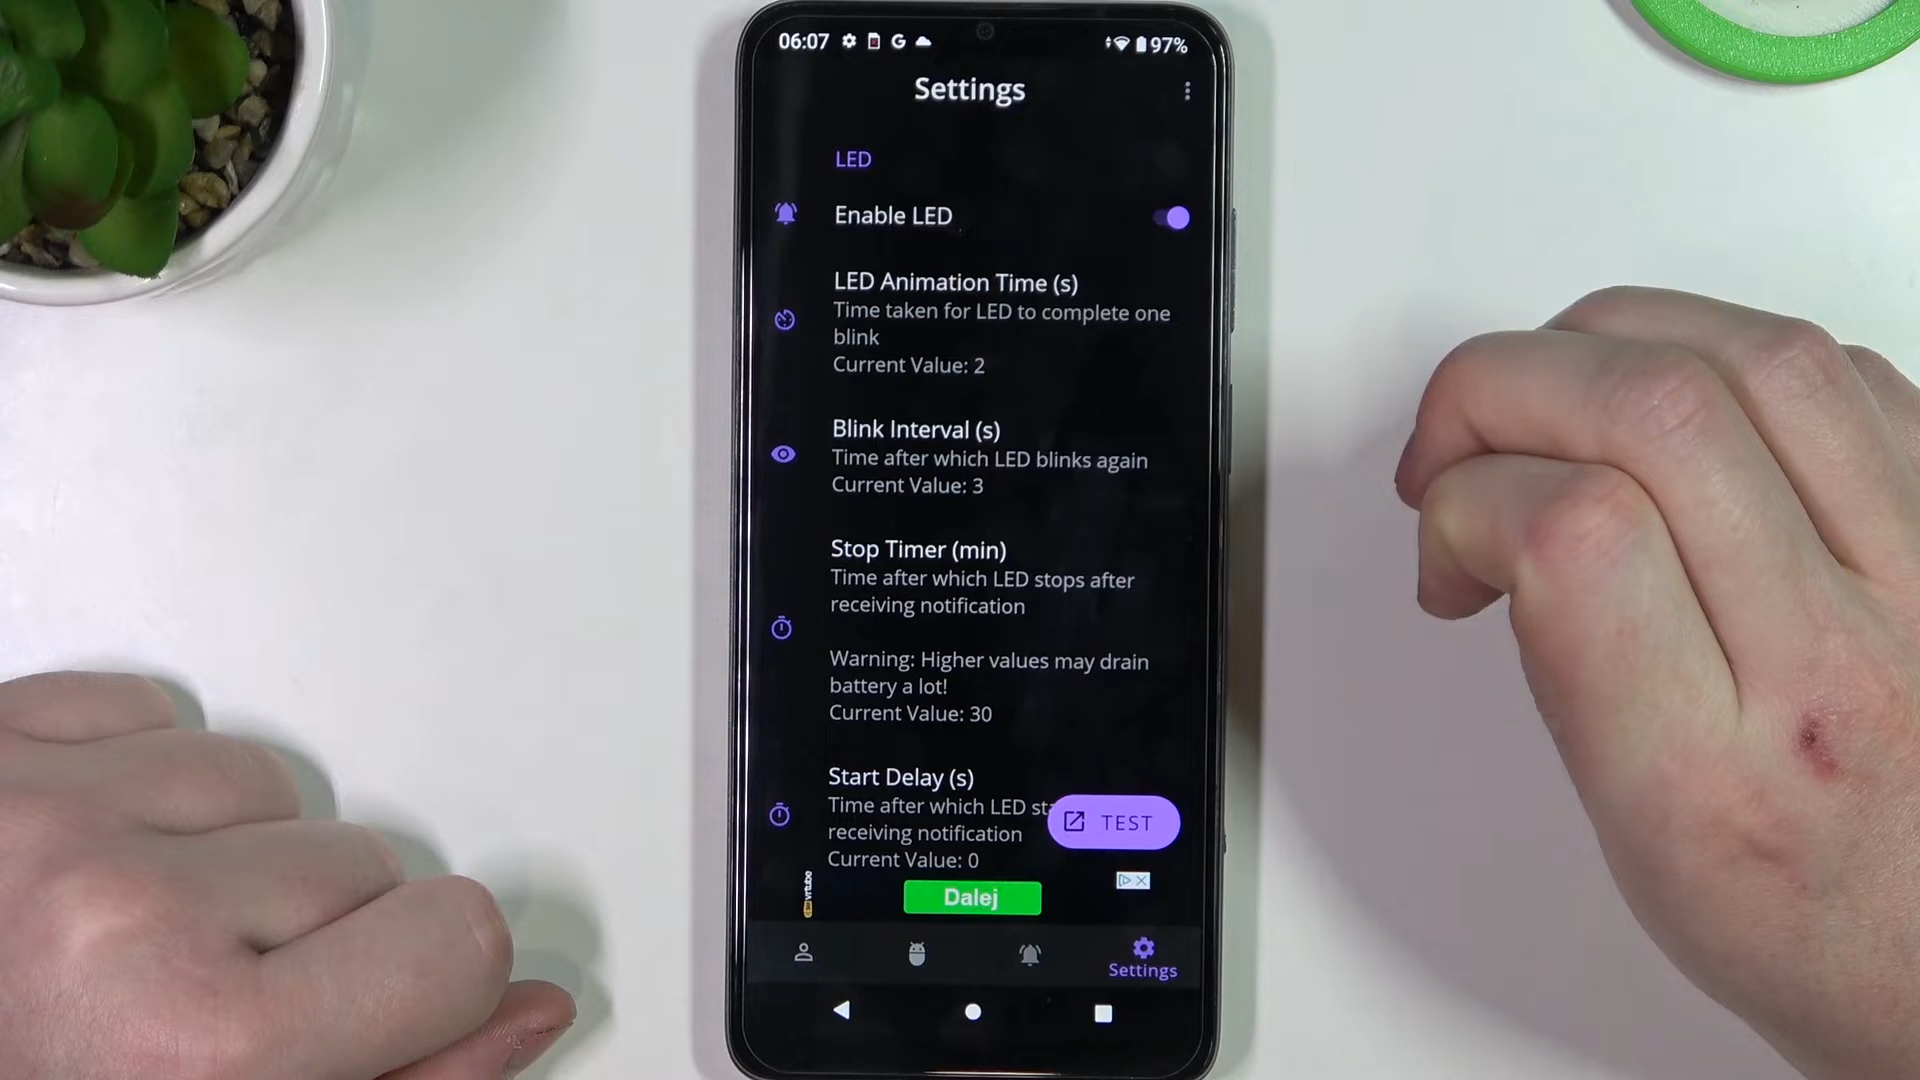 06:07
97%
Settings
LED
Enable LED
LED Animation Time (s)
Time taken for LED to complete one
blink
Current Value: 2
Blink Interval (s)
Time after which LED blinks again
Current Value: 3
Stop Timer (min)
Time after which LED stops after
receiving notification
Warning: Higher values may drain
battery a lot!
Current Value: 30
Start Delay (s)
Time after which LED sta
receiving notification
Current Value: 0
TEST
Dalej
Settings